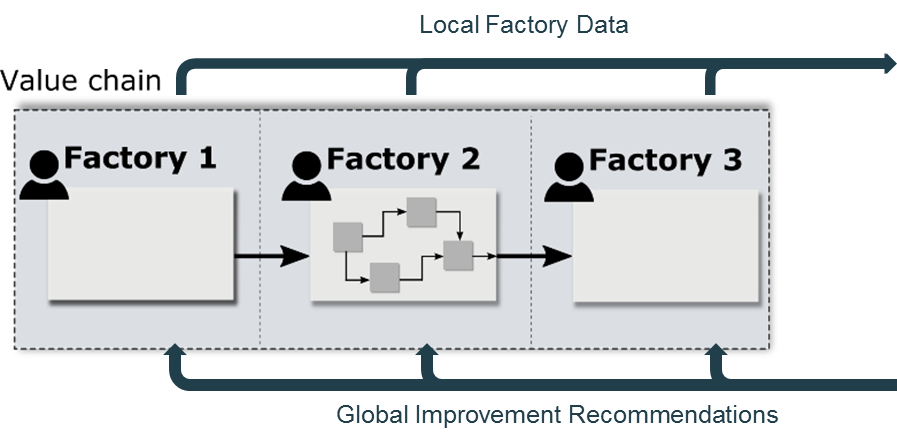 Local Factory Data
Value chain
Factory 1
Factory 2
Factory 3
Global Improvement Recommendations